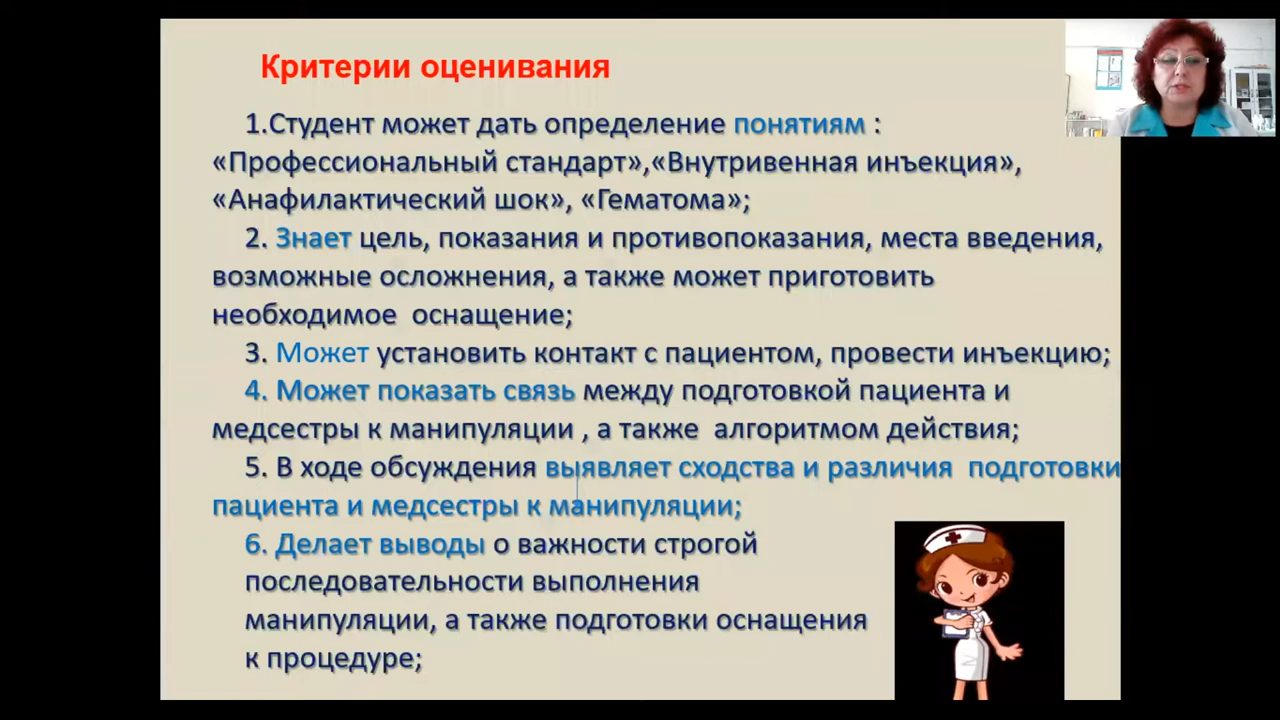 Критерии оценивания
1.Студент может дать определение понятиям :
«Профессиональный стандарт»,«Внутривенная инъекция»,
«Анафилактический шок», «Гематома»;
2. Знает цель, показания и противопоказания, места введения,
возможные осложнения, а также может приготовить
необходимое оснащение;
3. Может установить контакт с пациентом, провести инъекцию;
4. Может показать связь между подготовкой пациента и
медсестры к манипуляции , а также алгоритмом действия;
5. В ходе обсуждения выявляет сходства и различия подготовки
пациента и медсестры к манипуляции;
6. Делает выводы о важности строгой
последовательности выполнения
манипуляции, а также подготовки оснащения
к процедуре;